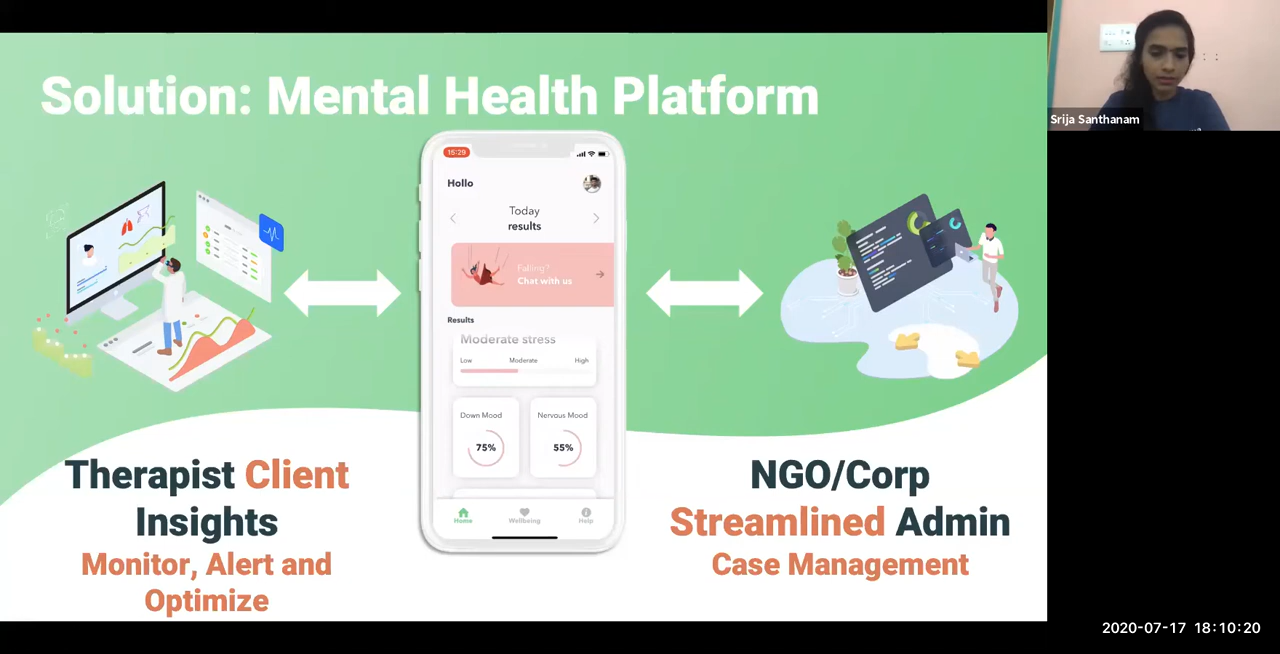 Solution: Mental Health Platform
Srija Santhanam
15:29
Hollo
Today
results
Falling?
Chat with us
Results
Moderate stress
Low Moderate High
Down Mood Nervous Mood
75% 55%
Home Wellbeing Help
Therapist Client
Insights
Monitor, Alert and
Optimize
NGO/Corp
Streamlined Admin
Case Management
2020-07-17 18:10:20